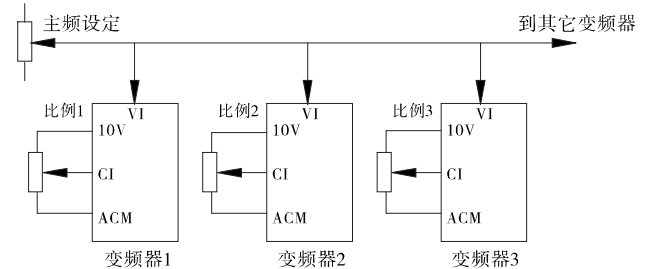 主频设定 到其它变频器
比例1 VI 比例2 VI 比例3 VI
10V 10V 10V
CI CI CI
ACM ACM ACM
变频器1 变频器2 变频器3